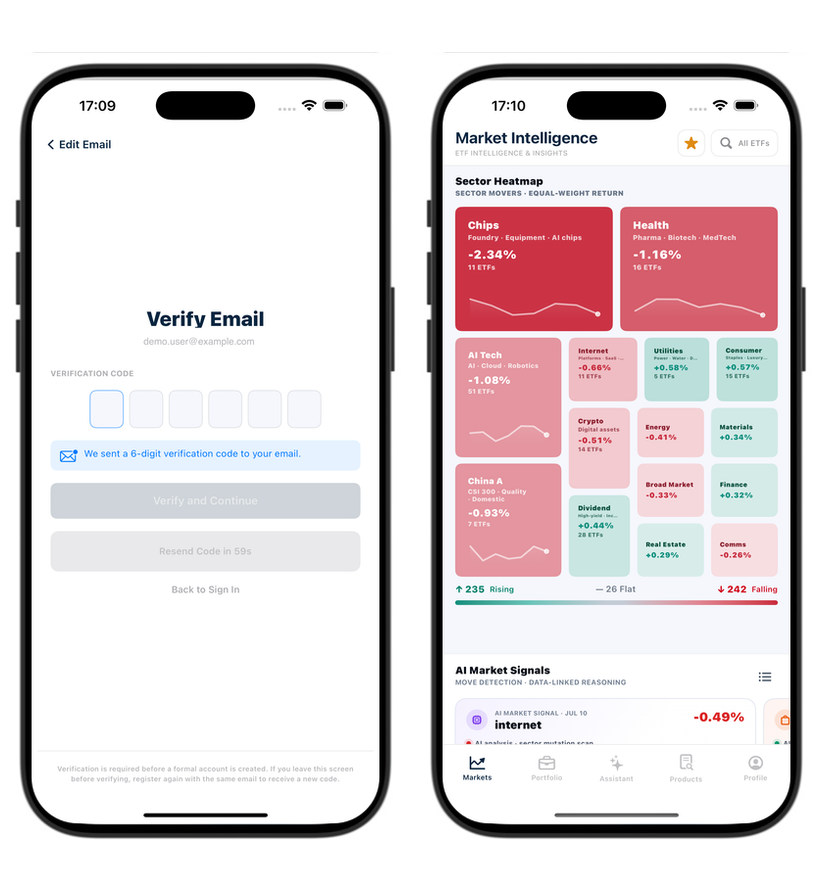 17:09
Edit Email
Verify Email
demo.user@example.com
VERIFICATION CODE
We sent a 6-digit verification code to your email.
Verify and Continue
Resend Code in 59s
Back to Sign In
Verification is required before a formal account is created. If you leave this screen
before verifying, register again with the same email to receive a new code.
17:10
Market Intelligence
ETF INTELLIGENCE & INSIGHTS
All ETFs
Sector Heatmap
SECTOR MOVERS · EQUAL-WEIGHT RETURN
Chips
Foundry · Equipment · AI chips
-2.34%
11 ETFs
Health
Pharma · Biotech · MedTech
-1.16%
16 ETFs
AI Tech
AI · Cloud · Robotics
-1.08%
51 ETFs
Internet
Platforms · SaaS ·...
-0.66%
11 ETFs
Utilities
Power · Water · B...
+0.58%
5 ETFs
Consumer
Staples · Luxury...
+0.57%
15 ETFs
Crypto
Digital assets
-0.51%
14 ETFs
Energy
-0.41%
Materials
+0.34%
China A
CSI 300 · Quality
· Domestic
-0.93%
7 ETFs
Broad Market
-0.33%
Finance
+0.32%
Dividend
High-yield · Inc...
+0.44%
28 ETFs
Real Estate
+0.29%
Comms
-0.26%
↑ 235 Rising
— 26 Flat
↓ 242 Falling
AI Market Signals
MOVE DETECTION · DATA-LINKED REASONING
AI MARKET SIGNAL · JUL 10
internet
-0.49%
AI analysis · sector mutation scan
Markets
Portfolio
Assistant
Products
Profile